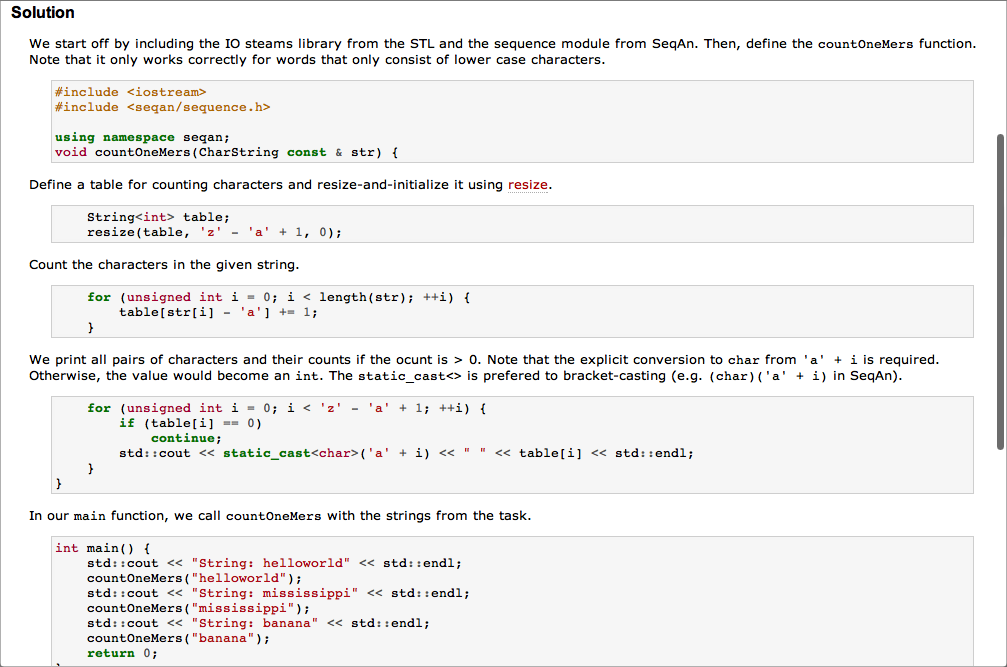 Solution
We start off by including the IO steams library from the STL and the sequence module from SeqAn. Then, define the countOneMers function.
Note that it only works correctly for words that only consist of lower case characters.
#include <iostream>
#include <seqan/sequence.h>
using namespace seqan;
void countOneMers(CharString const & str) {
Define a table for counting characters and resize-and-initialize it using resize.
String<int> table;
resize(table, 'z' - 'a' + 1, 0);
Count the characters in the given string.
for (unsigned int i = 0; i < length(str); ++i) {
table[str[i] - 'a'] += 1;
}
We print all pairs of characters and their counts if the ocunt is > 0. Note that the explicit conversion to char from 'a' + i is required.
Otherwise, the value would become an int. The static_cast<> is prefered to bracket-casting (e.g. (char)('a' + i) in SeqAn).
for (unsigned int i = 0; i < 'z' - 'a' + 1; ++i) {
if (table[i] == 0)
continue;
std::cout << static_cast<char>('a' + i) << " " << table[i] << std::endl;
}
}
In our main function, we call countOneMers with the strings from the task.
int main() {
std::cout << "String: helloworld" << std::endl;
countOneMers("helloworld");
std::cout << "String: mississippi" << std::endl;
countOneMers("mississippi");
std::cout << "String: banana" << std::endl;
countOneMers("banana");
return 0;